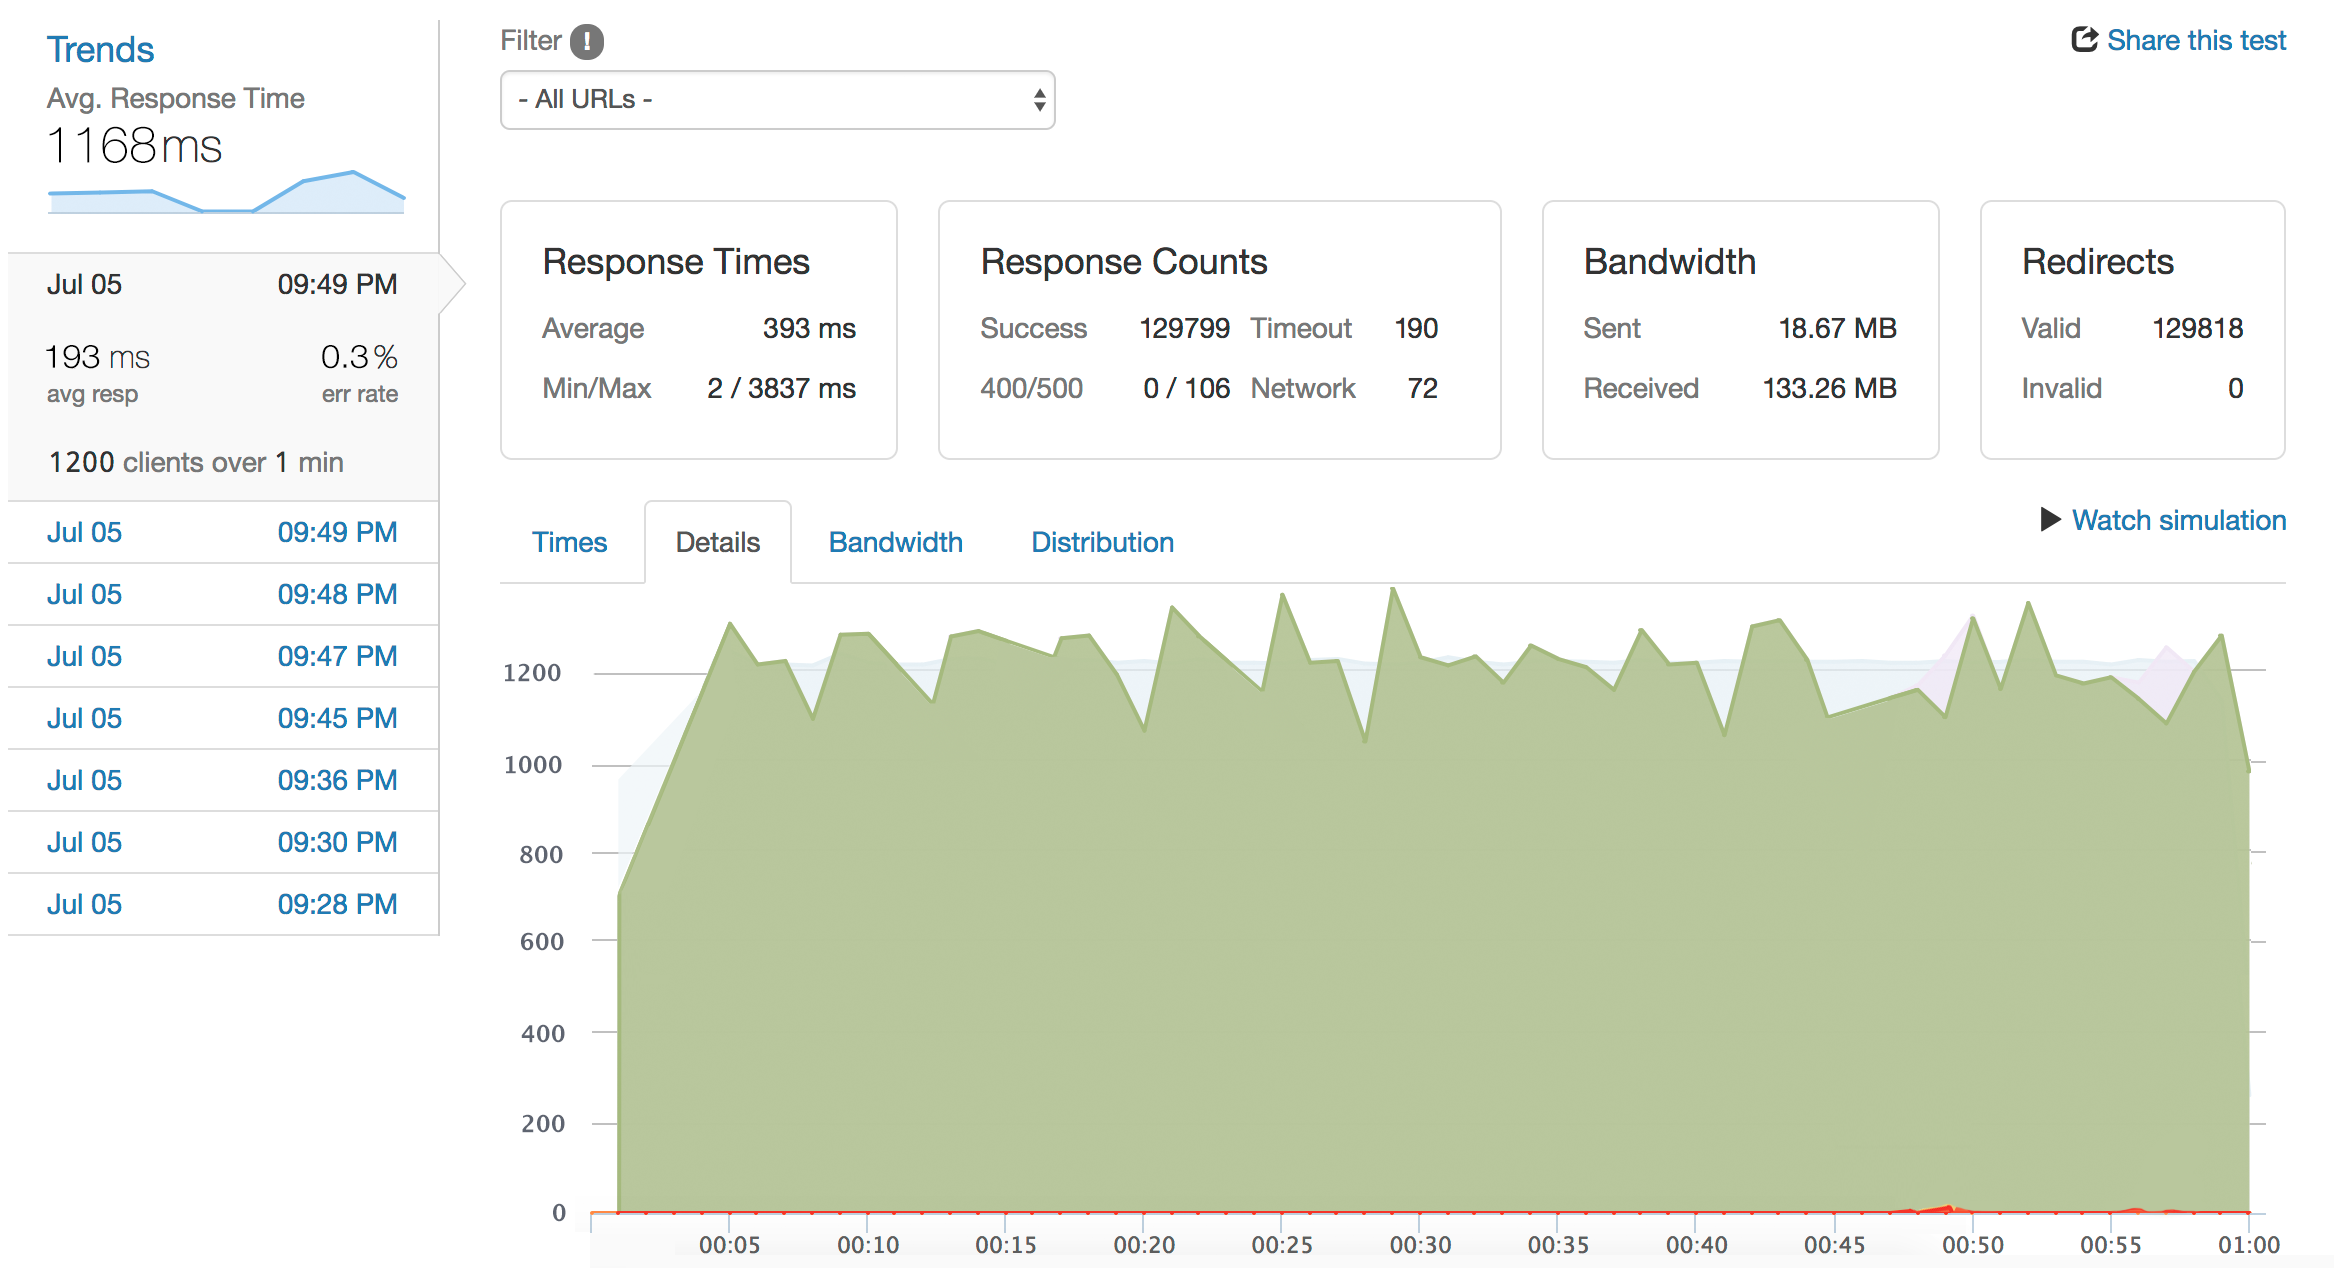 Trends
Avg. Response Time
1168 ms
Jul 05 09:49 PM
193 ms 0.3 %
avg resp err rate
1200 clients over 1 min
Jul 05 09:49 PM
Jul 05 09:48 PM
Jul 05 09:47 PM
Jul 05 09:45 PM
Jul 05 09:36 PM
Jul 05 09:30 PM
Jul 05 09:28 PM
Filter !
Share this test
- All URLs -
Response Times
Average 393 ms
Min/Max 2 / 3837 ms
Response Counts
Success 129799 Timeout 190
400/500 0 / 106 Network 72
Bandwidth
Sent 18.67 MB
Received 133.26 MB
Redirects
Valid 129818
Invalid 0
Times Details Bandwidth Distribution
Watch simulation
1200
1000
800
600
400
200
0
00:05 00:10 00:15 00:20 00:25 00:30 00:35 00:40 00:45 00:50 00:55 01:00